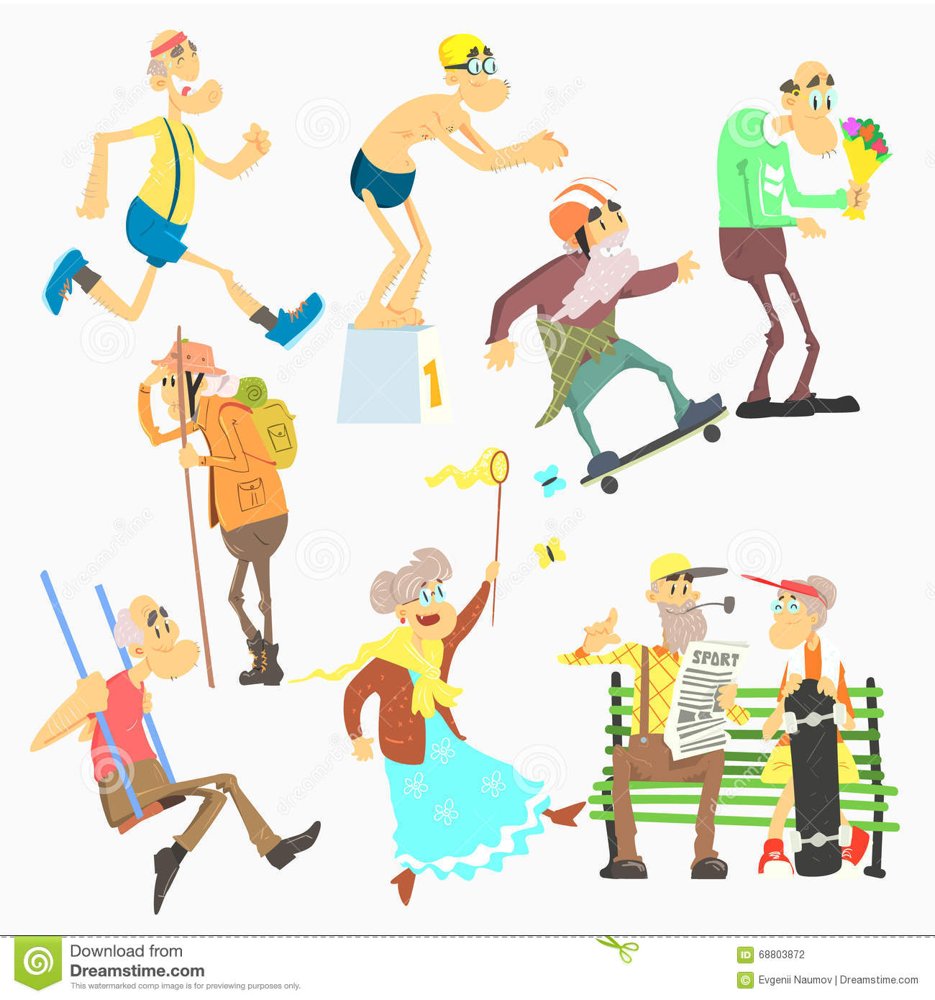 1
SPORT
Download from
Dreamstime.com
This watermarked comp image is for previewing purposes only.
ID 68803872
© Evgenii Naumov | Dreamstime.com
dreamstime